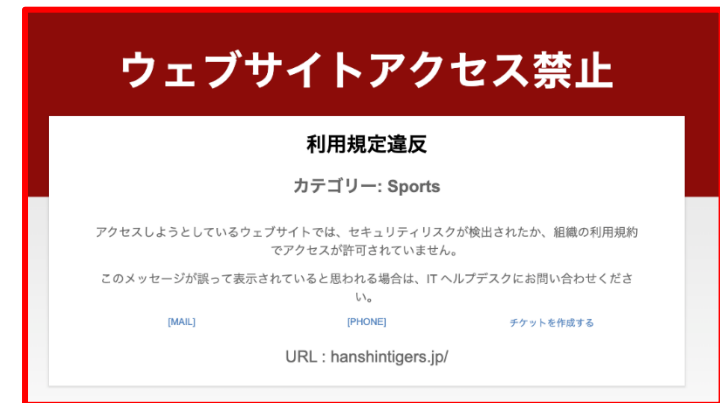 ウェブサイトアクセス禁止
利用規定違反
カテゴリー: Sports
アクセスしようとしているウェブサイトでは、セキュリティリスクが検出されたか、組織の利用規約
でアクセスが許可されていません。
このメッセージが誤って表示されていると思われる場合は、IT ヘルプデスクにお問い合わせくださ
い。
[MAIL] [PHONE] チケットを作成する
URL : hanshintigers.jp/